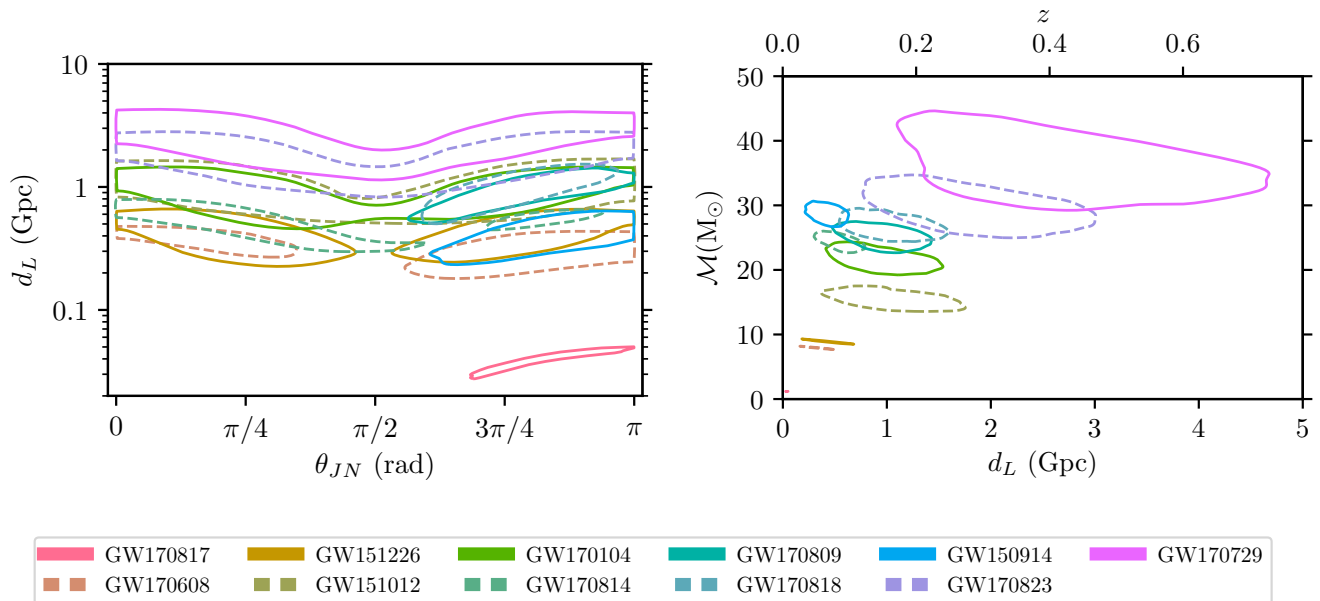 10
1
0.1
d_L (Gpc)
0
π/4
π/2
3π/4
π
θ_JN (rad)
z
0.0
0.2
0.4
0.6
50
40
30
20
10
0
ℳ(M⊙)
0
1
2
3
4
5
d_L (Gpc)
GW170817 GW151226 GW170104 GW170809 GW150914 GW170729
GW170608 GW151012 GW170814 GW170818 GW170823